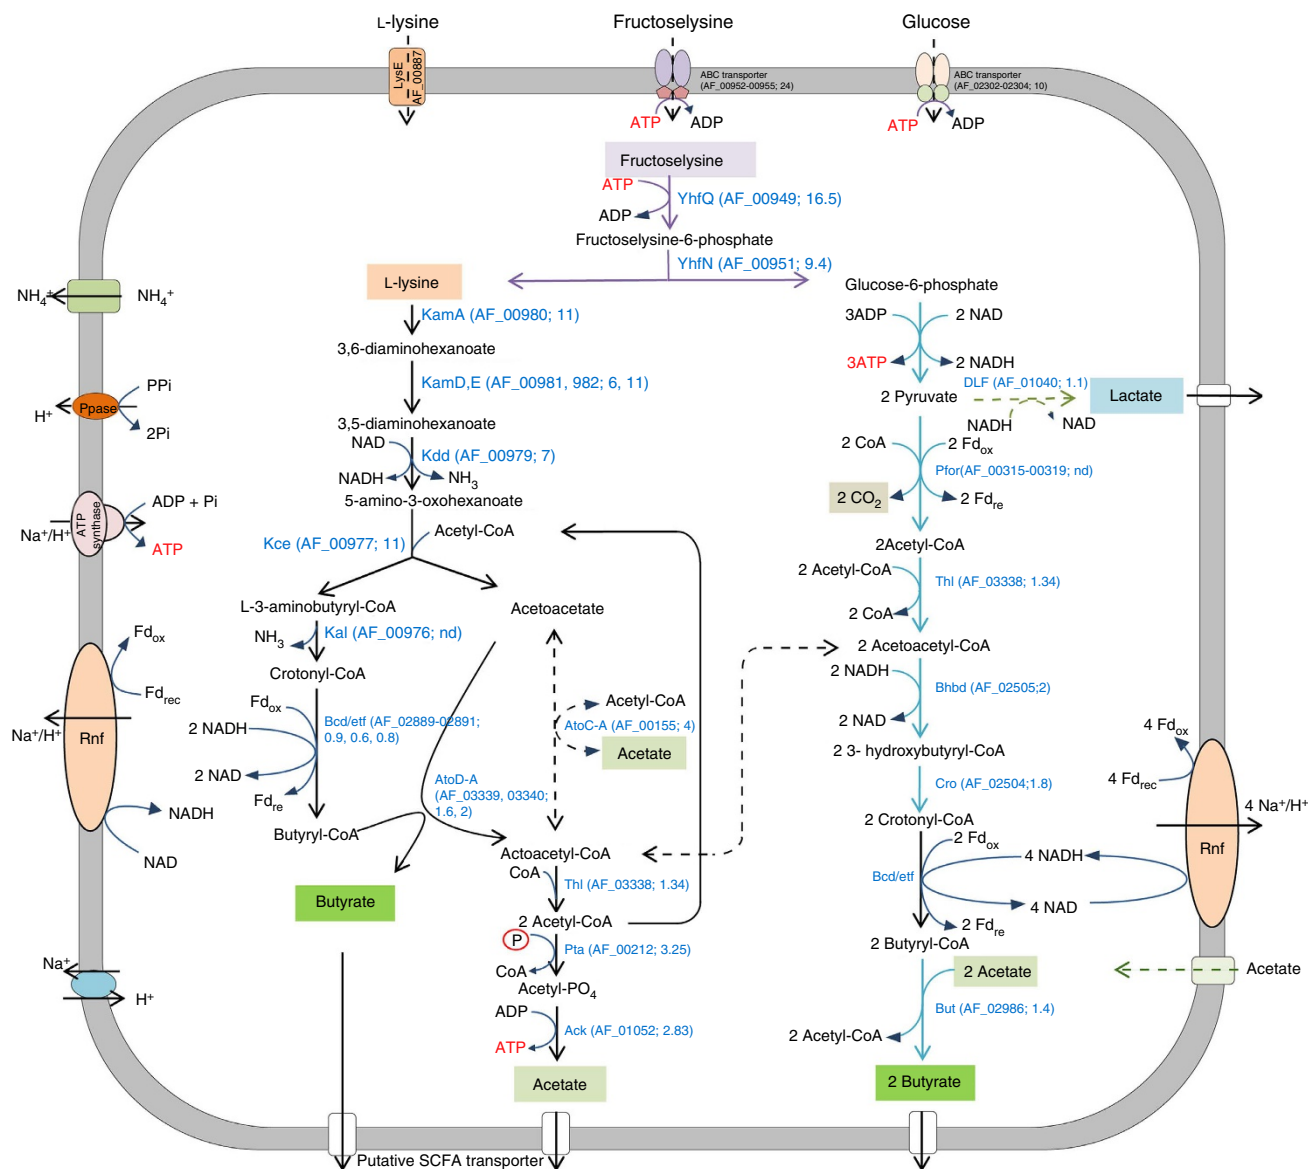 L-lysine
Fructoselysine
Glucose
LysE
AF_00887
ABC transporter
(AF_00952-00955; 24)
ABC transporter
(AF_02302-02304; 10)
ATP
ADP
ATP
ADP
Fructoselysine
ATP
YhfQ (AF_00949; 16.5)
ADP
Fructoselysine-6-phosphate
YhfN (AF_00951; 9.4)
NH₄⁺
NH₄⁺
L-lysine
Glucose-6-phosphate
KamA (AF_00980; 11)
3ADP
2 NAD
3,6-diaminohexanoate
3ATP
2 NADH
KamD,E (AF_00981, 982; 6, 11)
DLF (AF_01040; 1.1)
PPi
Ppase
H⁺
2Pi
2 Pyruvate
Lactate
NADH
NAD
3,5-diaminohexanoate
NAD
Kdd (AF_00979; 7)
NADH
NH₃
2 CoA
2 Fdox
Pfor(AF_00315-00319; nd)
2 CO₂
2 Fdre
5-amino-3-oxohexanoate
ATP
synthase
ADP + Pi
Na⁺/H⁺
ATP
Acetyl-CoA
Kce (AF_00977; 11)
2Acetyl-CoA
2 Acetyl-CoA
Thl (AF_03338; 1.34)
2 CoA
L-3-aminobutyryl-CoA
Acetoacetate
NH₃
Kal (AF_00976; nd)
2 Acetoacetyl-CoA
Fdox
Fdrec
Crotonyl-CoA
2 NADH
Bhbd (AF_02505;2)
2 NAD
Fdox
Acetyl-CoA
Na⁺/H⁺
Rnf
2 NADH
Bcd/etf (AF_02889-02891;
0.9, 0.6, 0.8)
AtoC-A (AF_00155; 4)
Acetate
2 3- hydroxybutyryl-CoA
4 Fdox
2 NAD
Fdre
AtoD-A
(AF_03339, 03340;
1.6, 2)
Cro (AF_02504;1.8)
4 Fdrec
NADH
NAD
4 Na⁺/H⁺
Rnf
Butyryl-CoA
2 Crotonyl-CoA
2 Fdox
Actoacetyl-CoA
4 NADH
CoA
Thl (AF_03338; 1.34)
Bcd/etf
4 NAD
Butyrate
2 Acetyl-CoA
2 Fdre
P
Pta (AF_00212; 3.25)
2 Butyryl-CoA
CoA
Na⁺
H⁺
2 Acetate
Acetate
Acetyl-PO₄
ADP
Ack (AF_01052; 2.83)
But (AF_02986; 1.4)
ATP
2 Acetyl-CoA
Acetate
2 Butyrate
Putative SCFA transporter